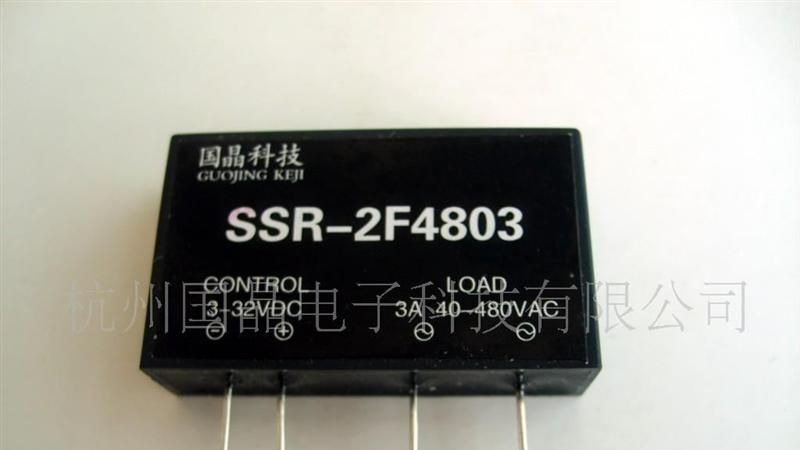 国晶科技
GUOJING KEJI
SSR-2F4803
CONTROL LOAD
3-32VDC 3A 40-480VAC
杭州国晶电子科技有限公司